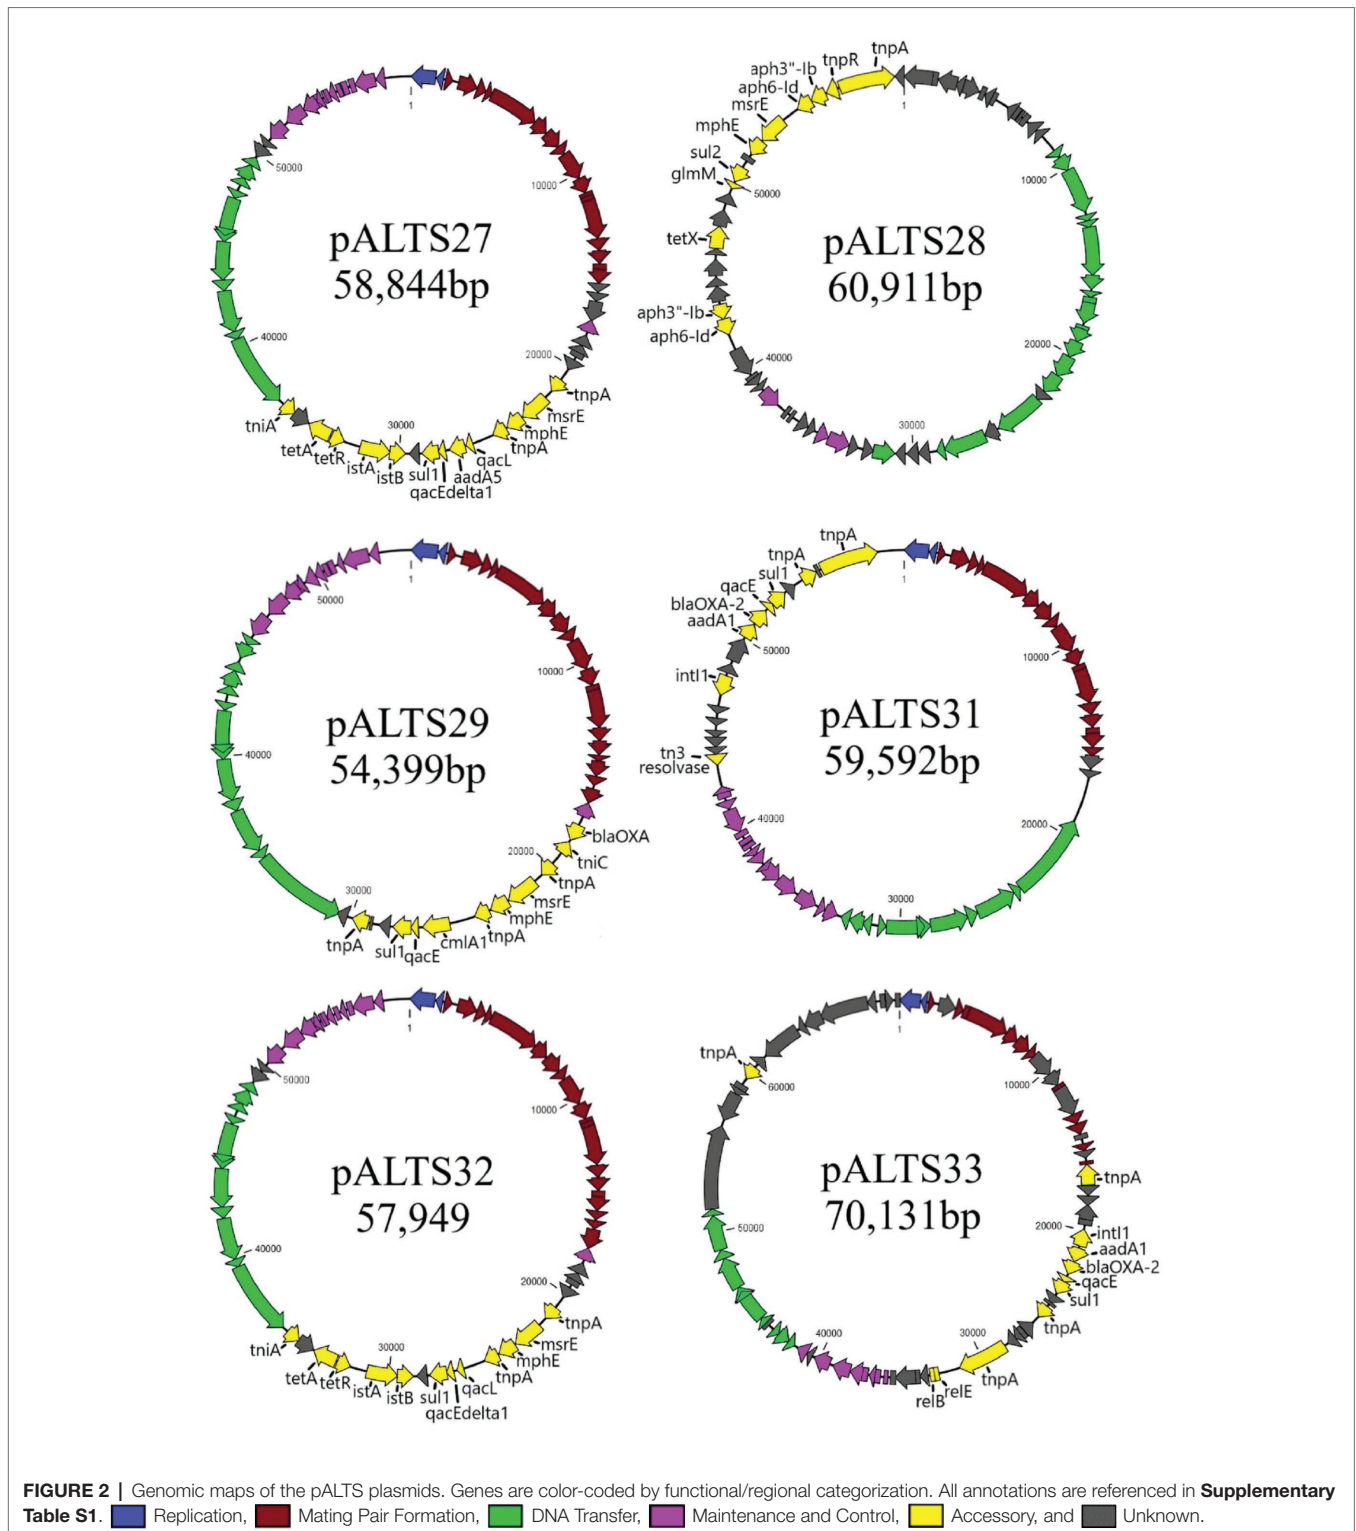 tnpA
tnpR
aph3"-Ib
aph6-Id
msrE
mphE
sul2
glmM
tetX
aph3"-Ib
aph6-Id
1
10000
20000
30000
40000
50000
pALTS27
58,844bp
tnpA
msrE
mphE
tnpA
qacL
aadA5
qacEdelta1
sul1
istB
istA
tetR
tetA
tniA
1
10000
20000
30000
40000
50000
pALTS28
60,911bp
1
10000
20000
30000
40000
50000
pALTS29
54,399bp
blaOXA
tniC
tnpA
msrE
mphE
tnpA
cmlA1
qacE
sul1
tnpA
tnpA
tnpA
sul1
qacE
blaOXA-2
aadA1
intI1
tn3
resolvase
1
10000
20000
30000
40000
50000
pALTS31
59,592bp
1
10000
20000
30000
40000
50000
pALTS32
57,949
tnpA
msrE
mphE
tnpA
qacL
qacEdelta1
sul1
istB
istA
tetR
tetA
tniA
1
10000
20000
30000
40000
50000
60000
pALTS33
70,131bp
tnpA
tnpA
intI1
aadA1
blaOXA-2
qacE
sul1
tnpA
tnpA
relE
relB
FIGURE 2 | Genomic maps of the pALTS plasmids. Genes are color-coded by functional/regional categorization. All annotations are referenced in Supplementary
Table S1. Replication, Mating Pair Formation, DNA Transfer, Maintenance and Control, Accessory, and Unknown.